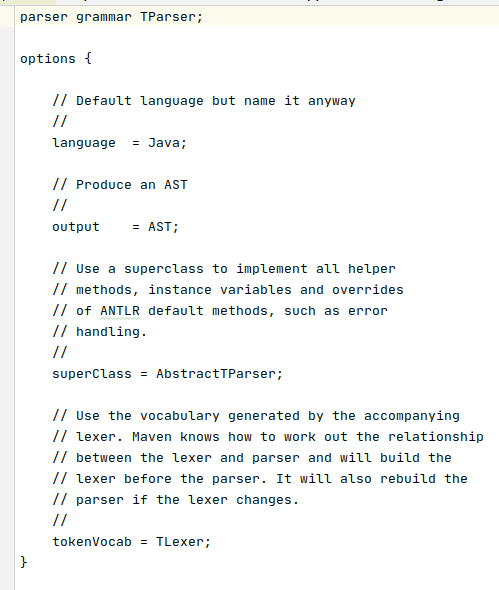 parser grammar TParser;
options {
// Default language but name it anyway
//
language  = Java;
// Produce an AST
//
output    = AST;
// Use a superclass to implement all helper
// methods, instance variables and overrides
// of ANTLR default methods, such as error
// handling.
//
superClass = AbstractTParser;
// Use the vocabulary generated by the accompanying
// lexer. Maven knows how to work out the relationship
// between the lexer and parser and will build the
// lexer before the parser. It will also rebuild the
// parser if the lexer changes.
//
tokenVocab = TLexer;
}